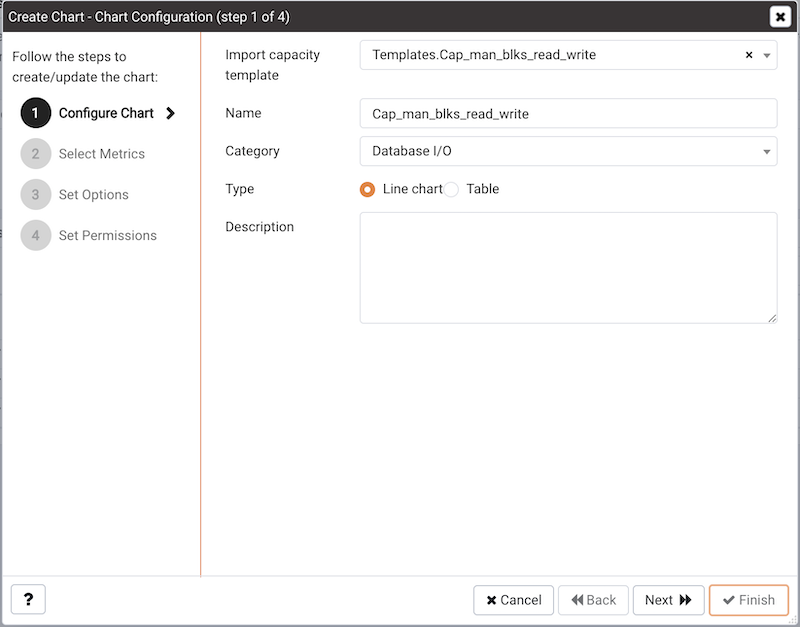 Create Chart - Chart Configuration (step 1 of 4)
Follow the steps to
create/update the chart:
1 Configure Chart
2 Select Metrics
3 Set Options
4 Set Permissions
Import capacity
template
Templates.Cap_man_blks_read_write
Name
Cap_man_blks_read_write
Category
Database I/O
Type
Line chart Table
Description
? Cancel Back Next Finish